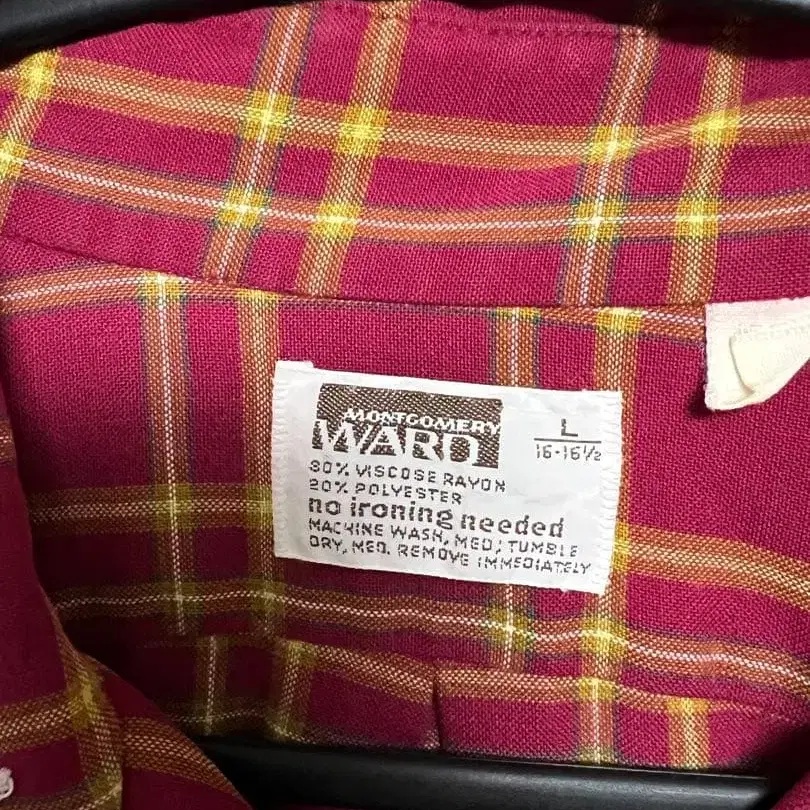 MONTGOMERY
WARD
L
16-16½
80% VISCOSE RAYON
20% POLYESTER
no ironing needed
MACHINE WASH, MED; TUMBLE
DRY, MED. REMOVE IMMEDIATELY